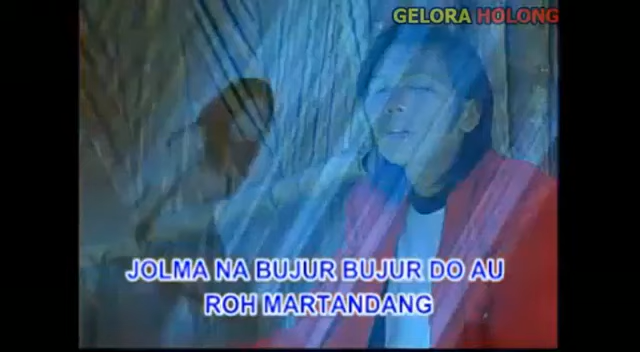 GELORA HOLONG
JOLMA NA BUJUR BUJUR DO AU
ROH MARTANDANG